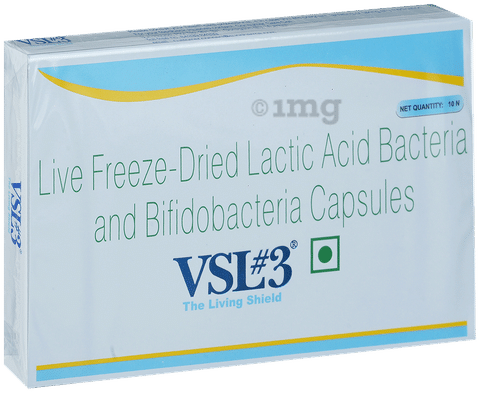 ©1mg
NET QUANTITY: 10 N
Live Freeze-Dried Lactic Acid Bacteria
and Bifidobacteria Capsules
VSL#3®
The Living Shield
VSL#3